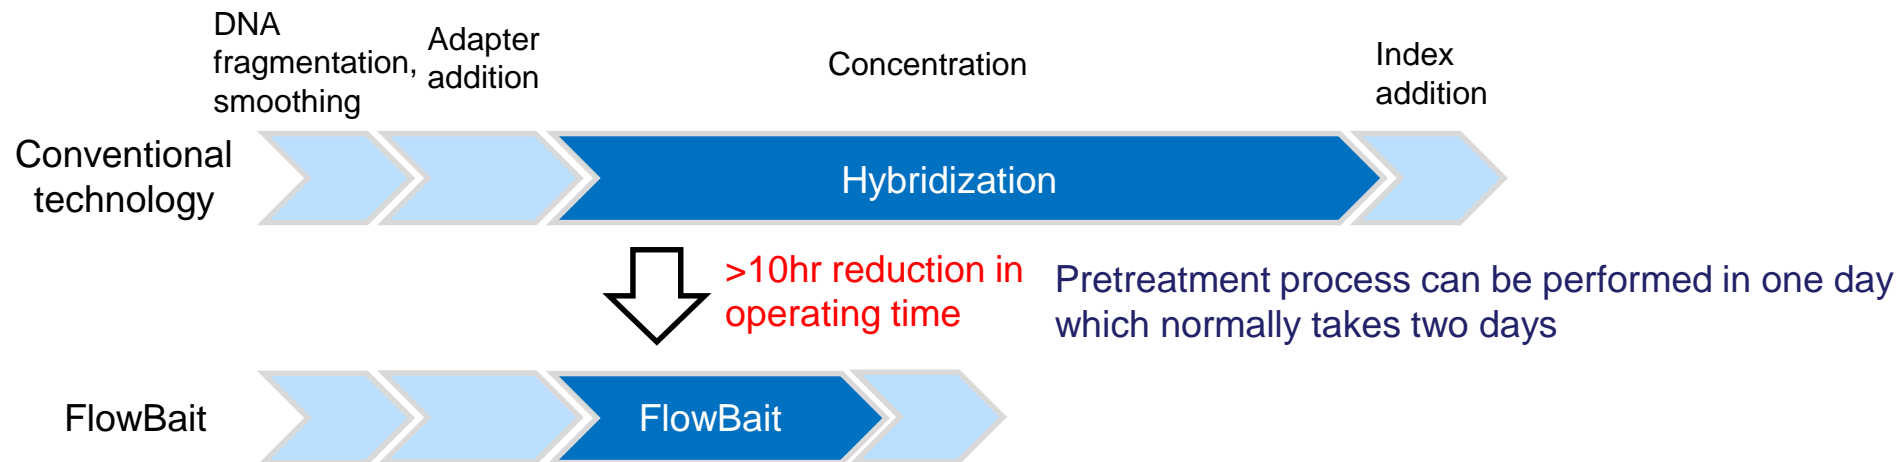 DNA
fragmentation,
smoothing
Adapter
addition
Concentration
Index
addition
Conventional
technology
Hybridization
>10hr reduction in
operating time
Pretreatment process can be performed in one day
which normally takes two days
FlowBait
FlowBait